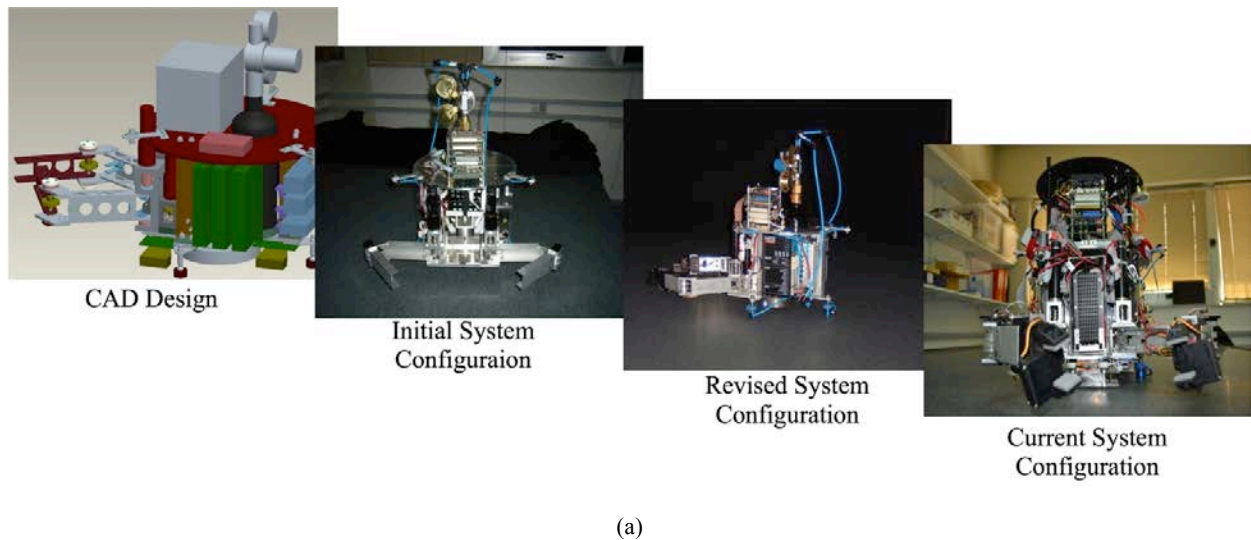 CAD Design
Initial System
Configuraion
Revised System
Configuration
Current System
Configuration
(a)